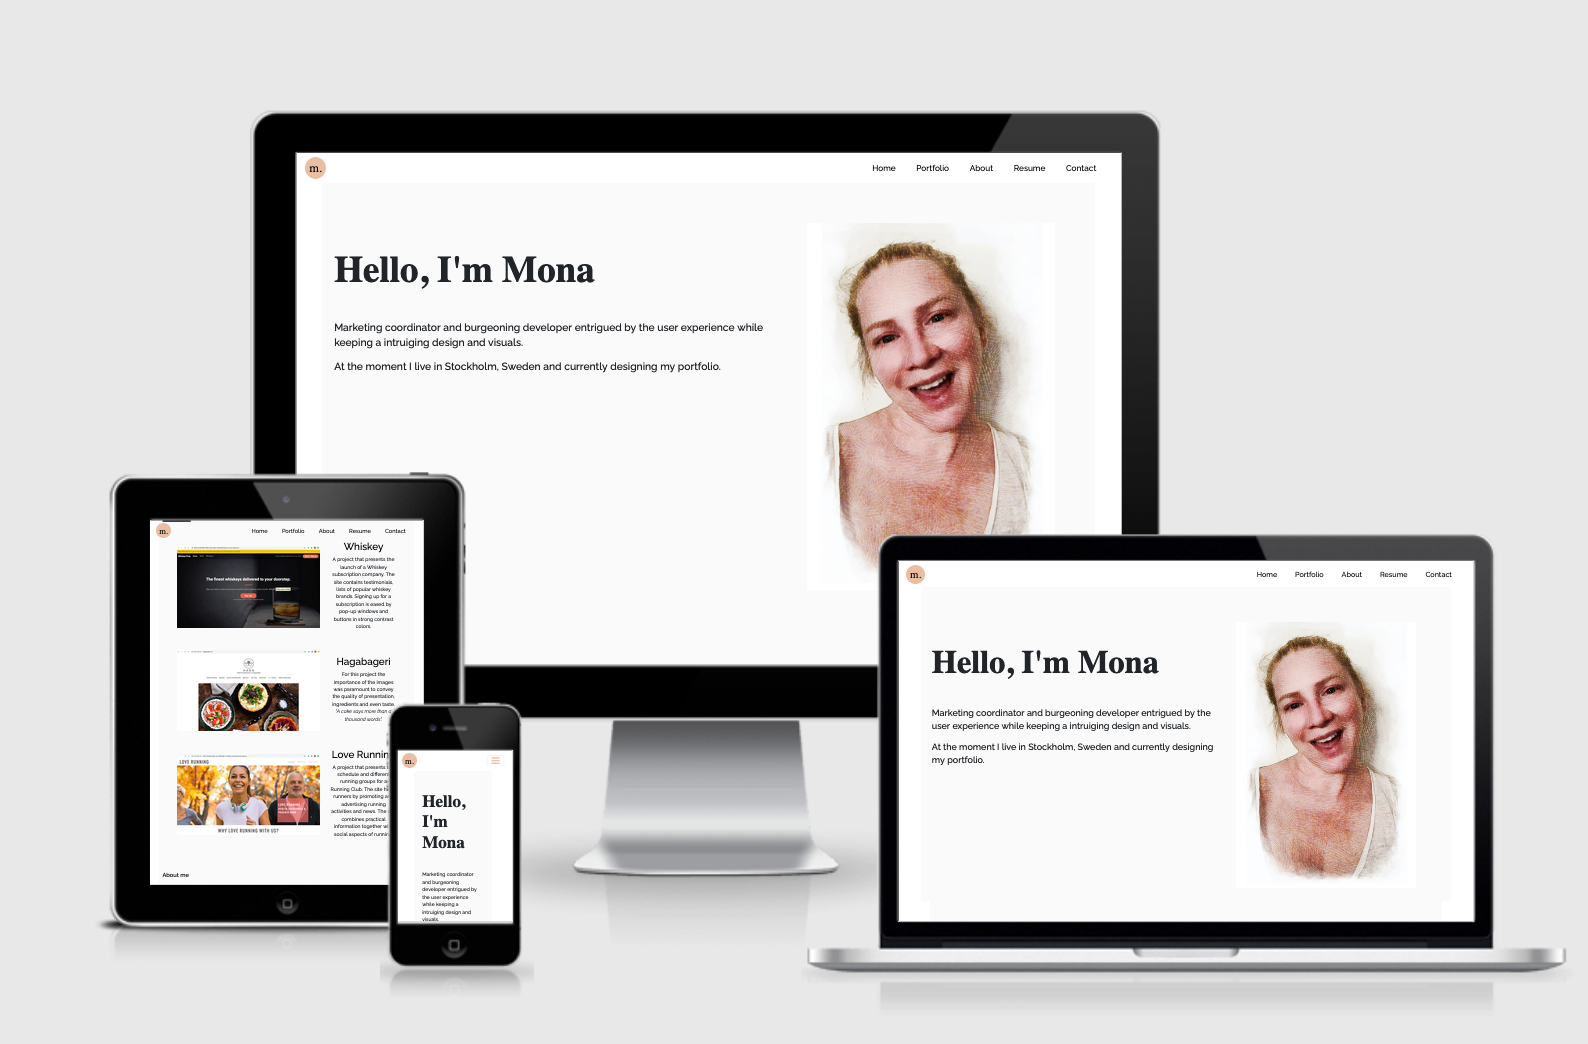 m.
Home Portfolio About Resume Contact
Hello, I'm Mona
Marketing coordinator and burgeoning developer entrigued by the user experience while
keeping a intruiging design and visuals.
At the moment I live in Stockholm, Sweden and currently designing my portfolio.
m.
Home Portfolio About Resume Contact
The finest whiskeys delivered to your doorstep.
Whiskey
A project that presents the
launch of a Whiskey
subscription company. The
site contains testimonials,
lists of popular whiskey
brands. Signing up for a
subscription is eased by
pop-up windows and
buttons in strong contrast
colors.
Hagabageri
For this project the
importance of the images
was paramount to convey
the quality of presentation,
ingredients and even taste.
"A cake says more than a
thousand words".
LOVE RUNNING
WHY LOVE RUNNING WITH US?
Love Runnin
A project that presents
schedule and differen
running groups for a
Running Club. The site
runners by promoting
advertising running
activities and news. The
combines practical
information together
social aspects of
About me
m.
Hello,
I'm
Mona
Marketing coordinator
and burgeoning
developer entrigued by
the user experience
while keeping a
intruiging design and
visuals.
m.
Home Portfolio About Resume Contact
Hello, I'm Mona
Marketing coordinator and burgeoning developer entrigued by the
user experience while keeping a intruiging design and visuals.
At the moment I live in Stockholm, Sweden and currently designing
my portfolio.